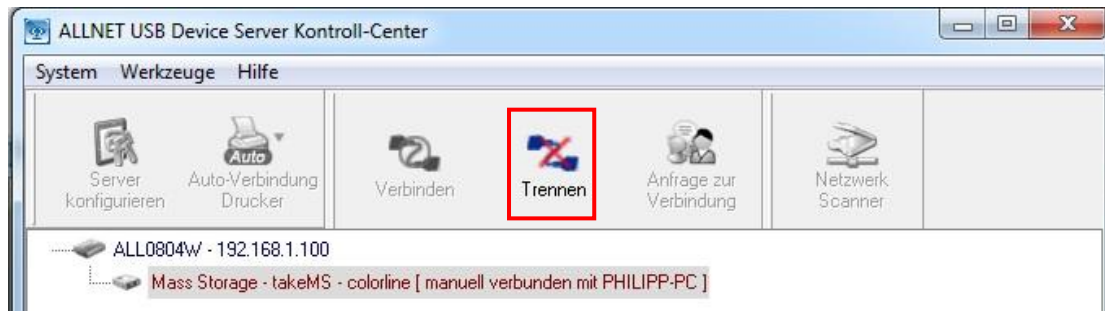 ALLNET USB Device Server Kontroll-Center
System Werkzeuge Hilfe
Auto
Server konfigurieren
Auto-Verbindung Drucker
Verbinden
Trennen
Anfrage zur Verbindung
Netzwerk Scanner
ALL0804W - 192.168.1.100
Mass Storage - takeMS - colorline [ manuell verbunden mit PHILIPP-PC ]